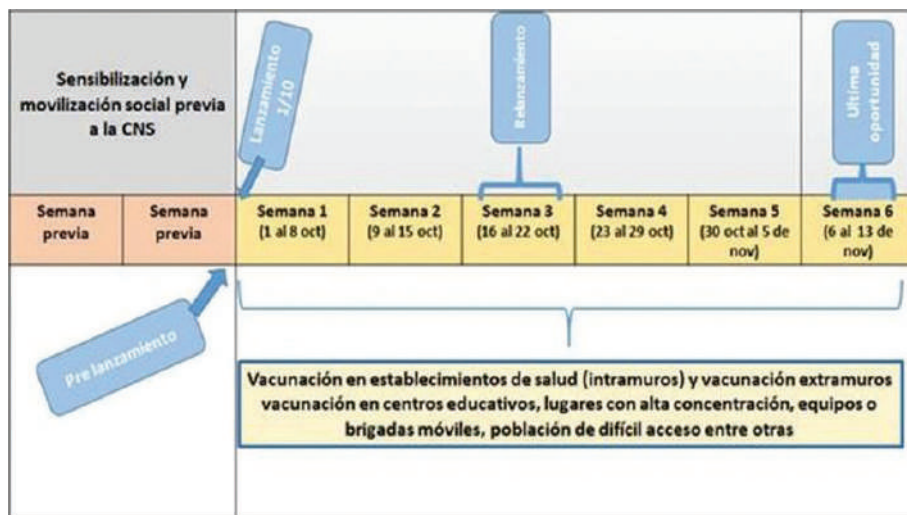 Sensibilización y
movilización social previa
a la CNS
Lanzamiento
1/10
Relanzamiento
Ultima
oportunidad
Semana
previa
Semana
previa
Semana 1
(1 al 8 oct)
Semana 2
(9 al 15 oct)
Semana 3
(16 al 22 oct)
Semana 4
(23 al 29 oct)
Semana 5
(30 oct al 5 de
nov)
Semana 6
(6 al 13 de
nov)
Pre lanzamiento
Vacunación en establecimientos de salud (intramuros) y vacunación extramuros
vacunación en centros educativos, lugares con alta concentración, equipos o
brigadas móviles, población de difícil acceso entre otras